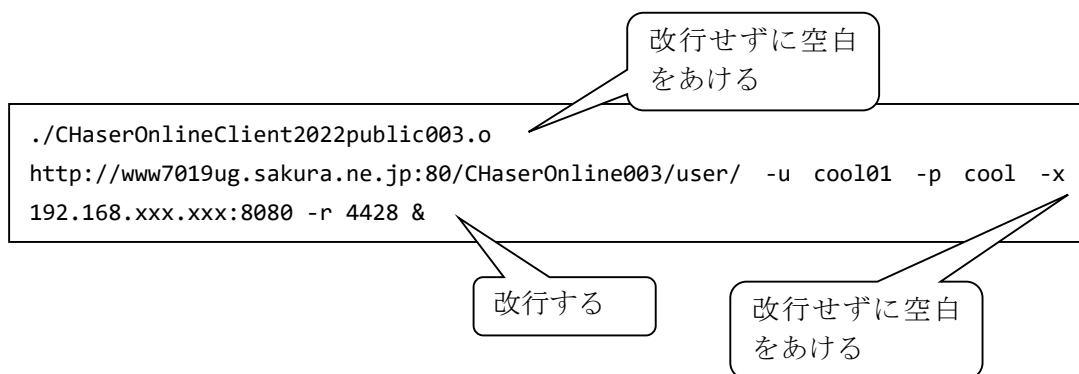 改行せずに空白
をあける
./CHaserOnlineClient2022public003.o
http://www7019ug.sakura.ne.jp:80/CHaserOnline003/user/ -u cool01 -p cool -x
192.168.xxx.xxx:8080 -r 4428 &
改行する
改行せずに空白
をあける